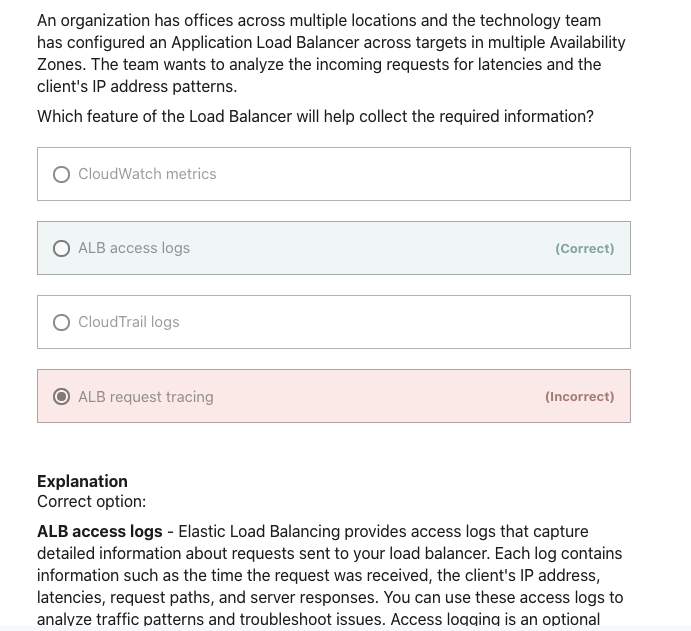 An organization has offices across multiple locations and the technology team
has configured an Application Load Balancer across targets in multiple Availability
Zones. The team wants to analyze the incoming requests for latencies and the
client's IP address patterns.
Which feature of the Load Balancer will help collect the required information?
CloudWatch metrics
ALB access logs (Correct)
CloudTrail logs
ALB request tracing (Incorrect)
Explanation
Correct option:
ALB access logs - Elastic Load Balancing provides access logs that capture
detailed information about requests sent to your load balancer. Each log contains
information such as the time the request was received, the client's IP address,
latencies, request paths, and server responses. You can use these access logs to
analyze traffic patterns and troubleshoot issues. Access logging is an optional